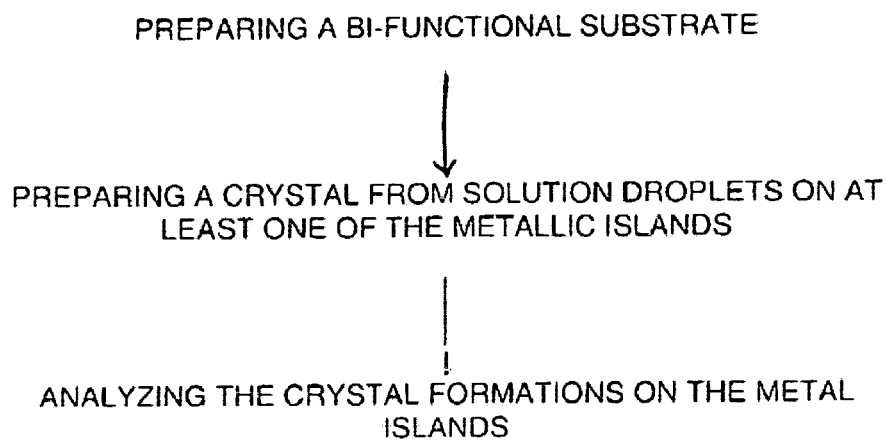 PREPARING A BI-FUNCTIONAL SUBSTRATE
PREPARING A CRYSTAL FROM SOLUTION DROPLETS ON AT
LEAST ONE OF THE METALLIC ISLANDS
ANALYZING THE CRYSTAL FORMATIONS ON THE METAL
ISLANDS